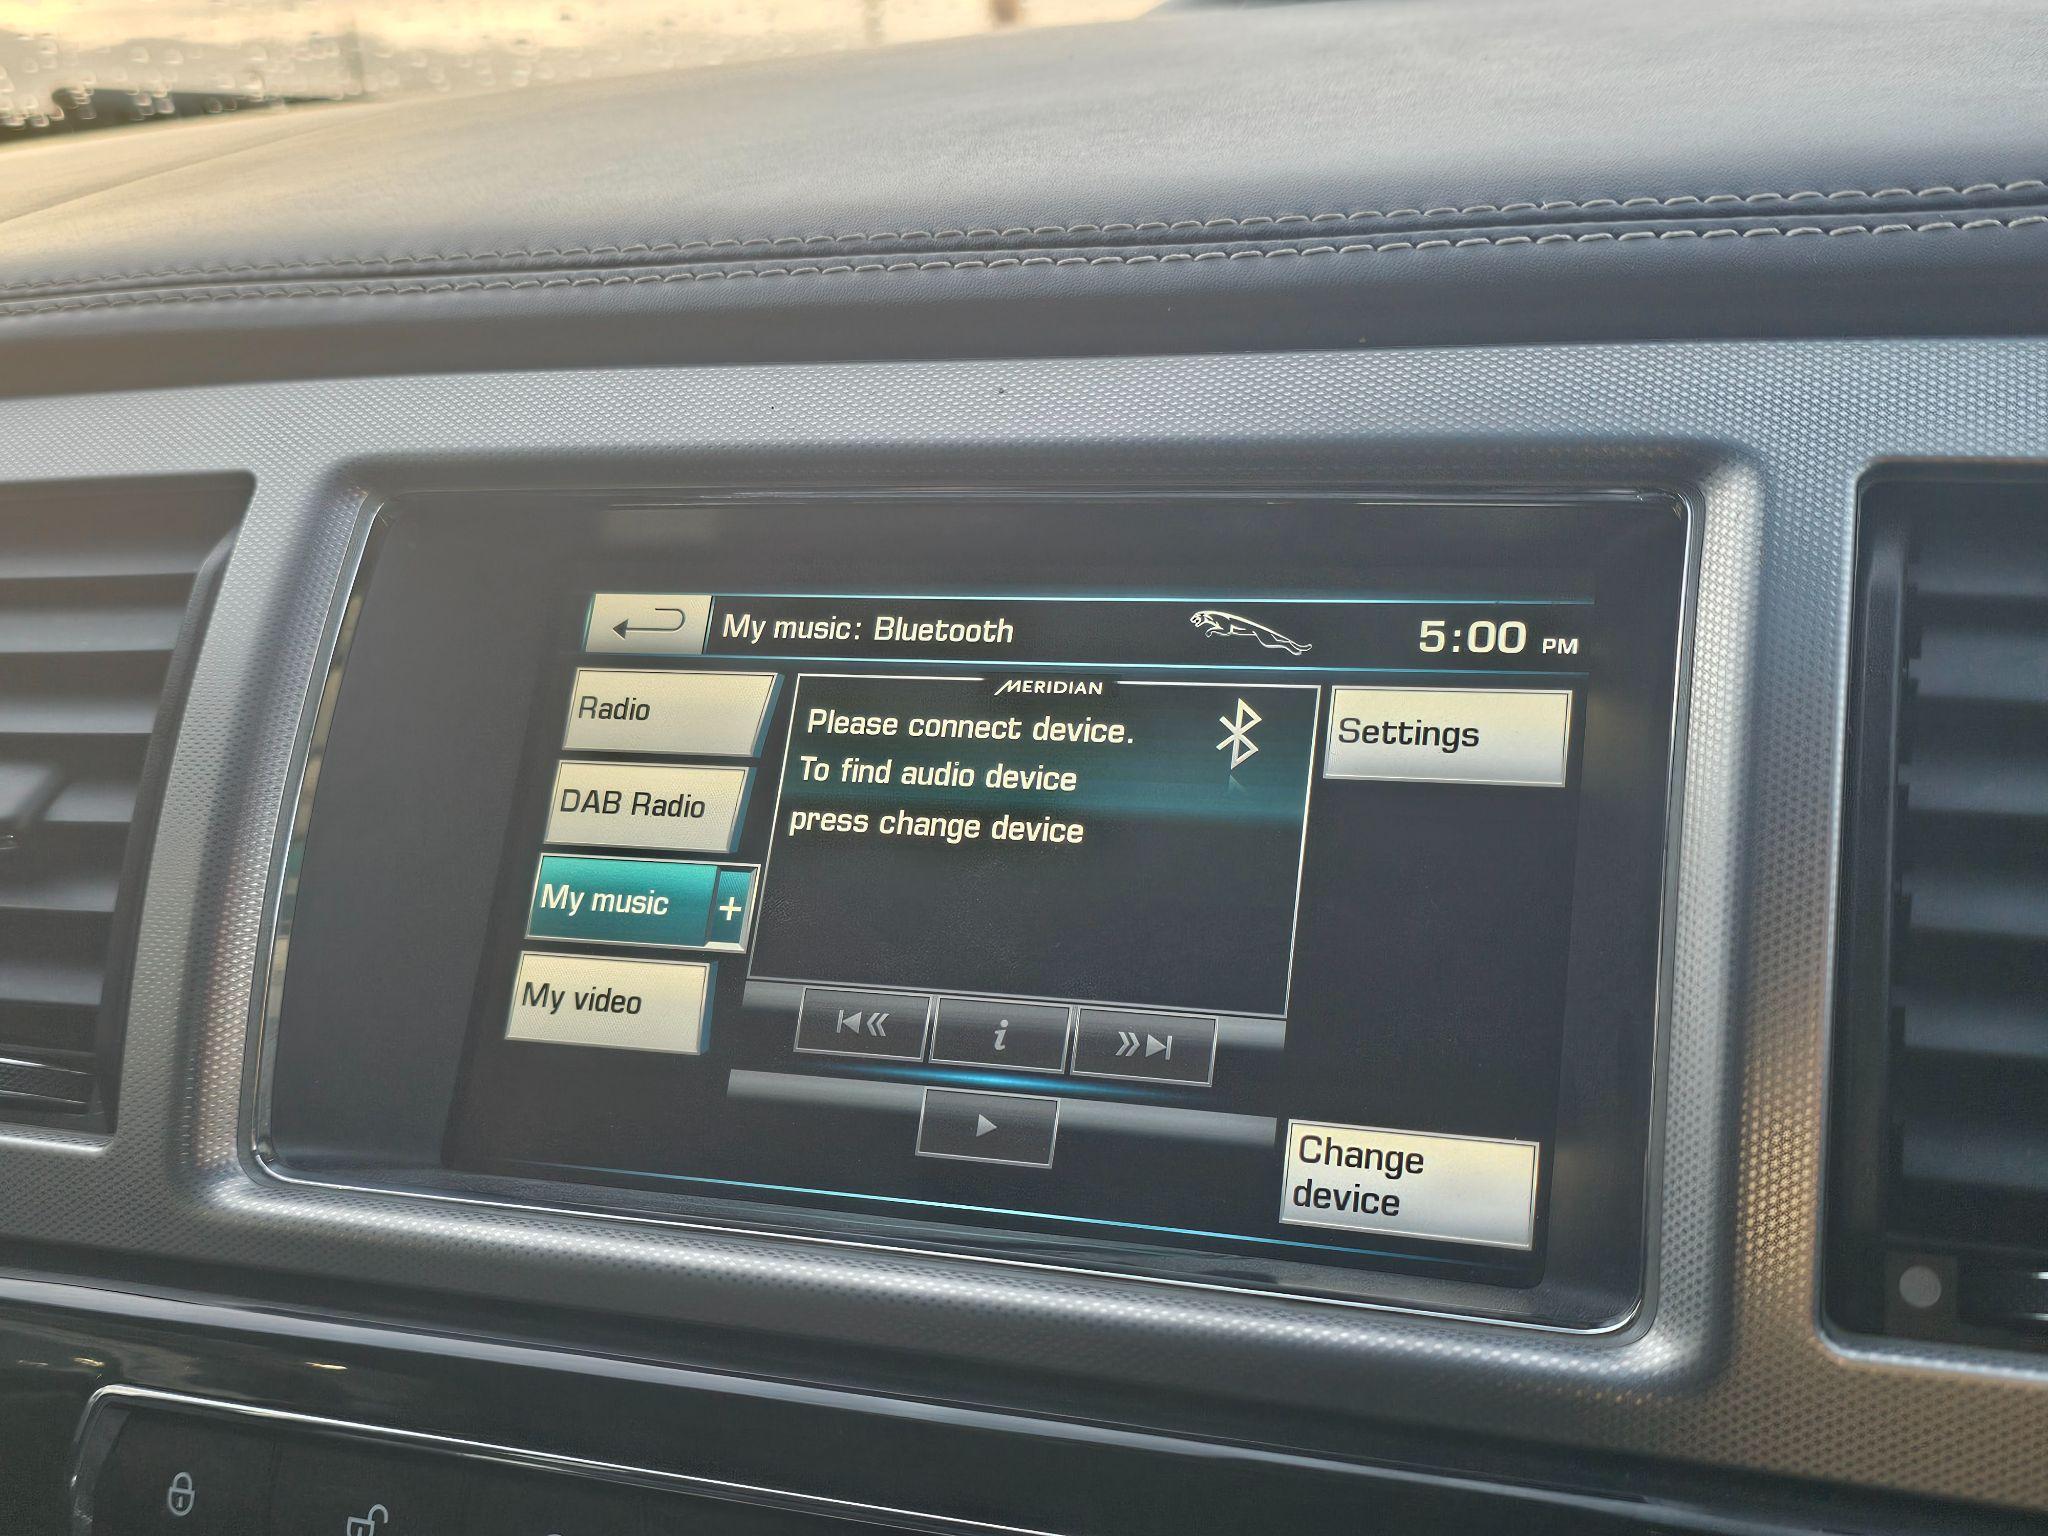 My music: Bluetooth
5:00 PM
Radio
DAB Radio
My music +
My video
MERIDIAN
Please connect device.
To find audio device
press change device
i
Settings
Change
device